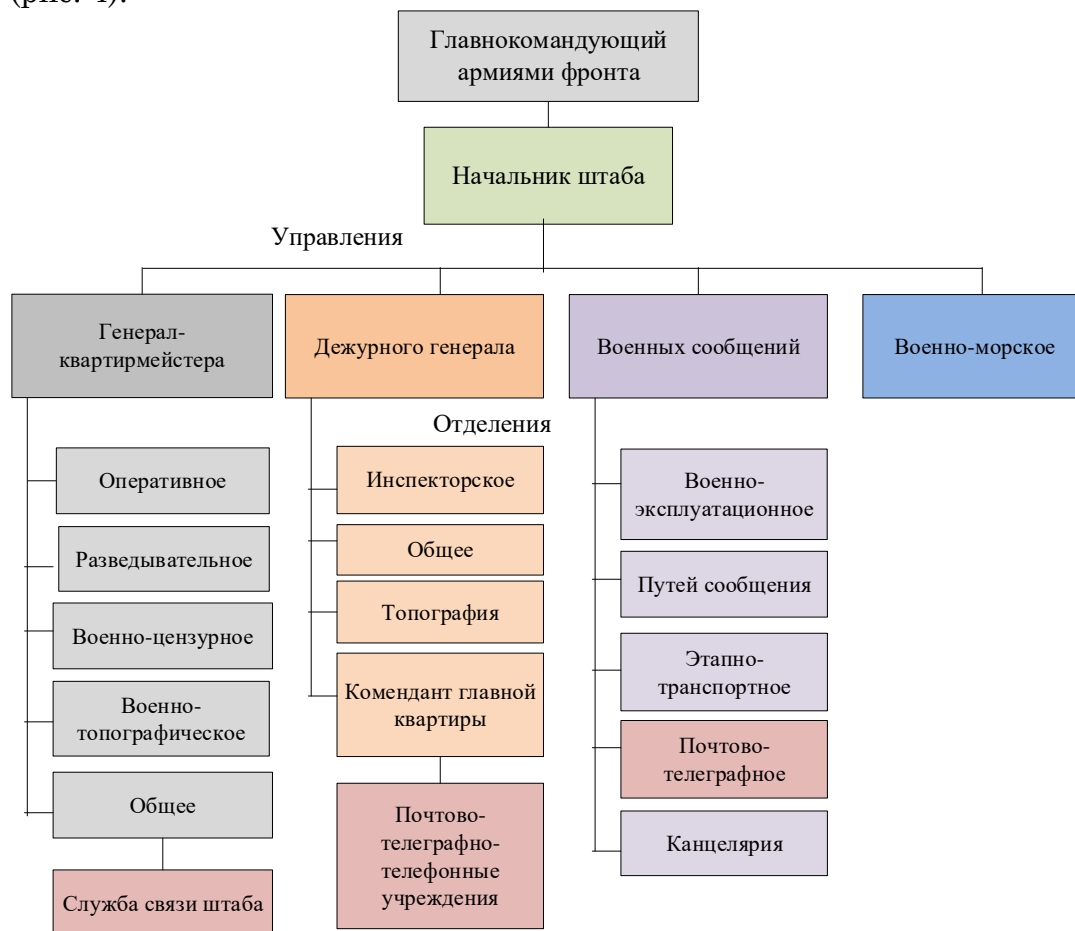 (рис. 4).
Главнокомандующий
армиями фронта
Начальник штаба
Управления
Генерал-
квартирмейстера
Дежурного генерала
Военных сообщений
Военно-морское
Отделения
Оперативное
Разведывательное
Военно-цензурное
Военно-
топографическое
Общее
Служба связи штаба
Инспекторское
Общее
Топография
Комендант главной
квартиры
Почтово-
телеграфно-
телефонные
учреждения
Военно-
эксплуатационное
Путей сообщения
Этапно-
транспортное
Почтово-
телеграфное
Канцелярия